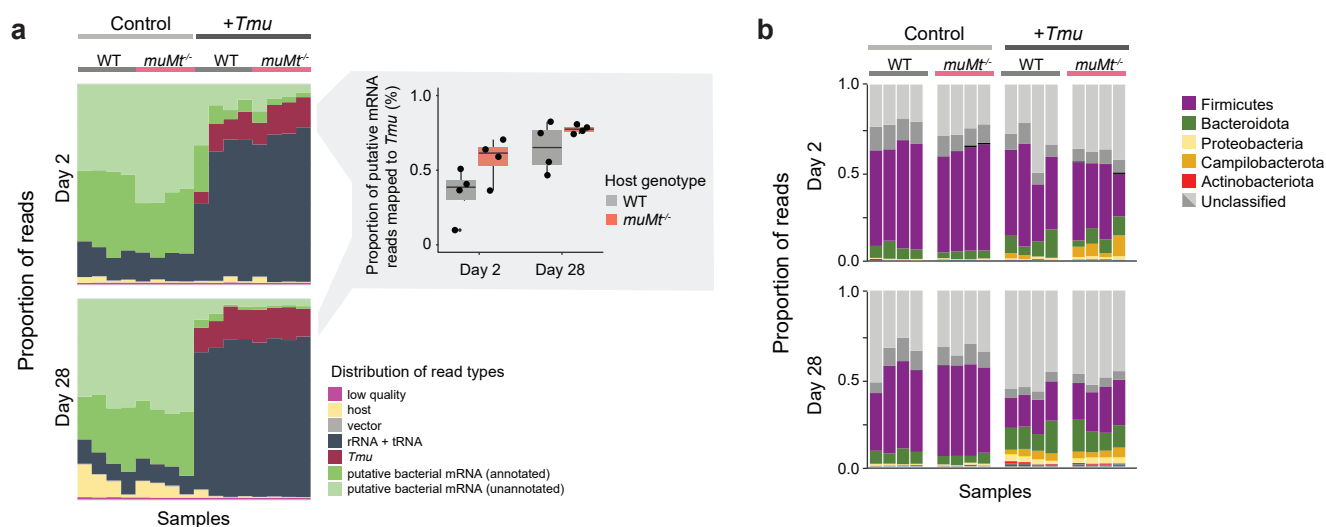 a
Control
+Tmu
WT
muMt-/-
WT
muMt-/-
Proportion of reads
Day 2
Day 28
Samples
Proportion of putative mRNA
reads mapped to Tmu (%)
1.0
0.5
0
Day 2
Day 28
Host genotype
WT
muMt-/-
Distribution of read types
low quality
host
vector
rRNA + tRNA
Tmu
putative bacterial mRNA (annotated)
putative bacterial mRNA (unannotated)
b
Control
+Tmu
WT
muMt-/-
WT
muMt-/-
Proportion of reads
Day 2
1.0
0.5
0.0
Day 28
1.0
0.5
0.0
Samples
Firmicutes
Bacteroidota
Proteobacteria
Campilobacterota
Actinobacteriota
Unclassified